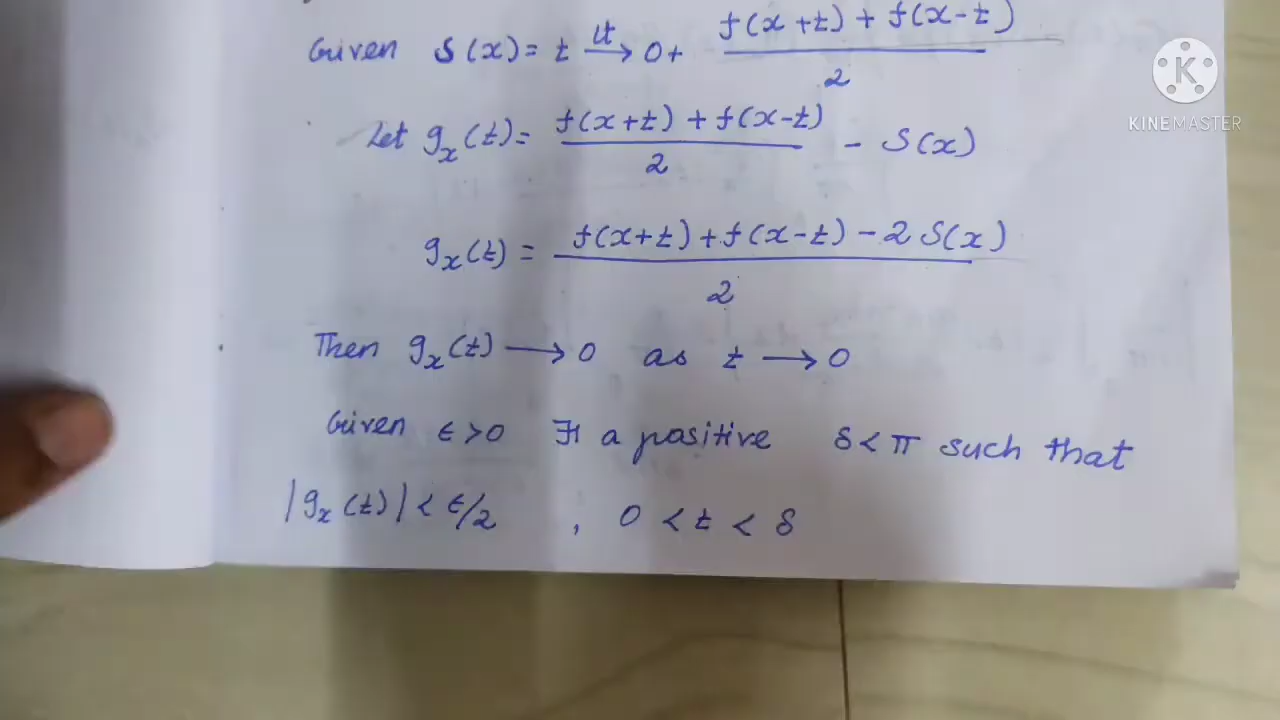 Given S(x) = t lt→ 0+ f(x+t) + f(x-t) / 2
Let gₓ(t) = f(x+t) + f(x-t) / 2 - S(x)
gₓ(t) = f(x+t) + f(x-t) - 2 S(x) / 2
Then gₓ(t) → 0 as t → 0
Given ϵ > 0 ∃ a positive δ < π such that
|gₓ(t)| < ϵ/2 , 0 < t < δ
K
KINEMASTER